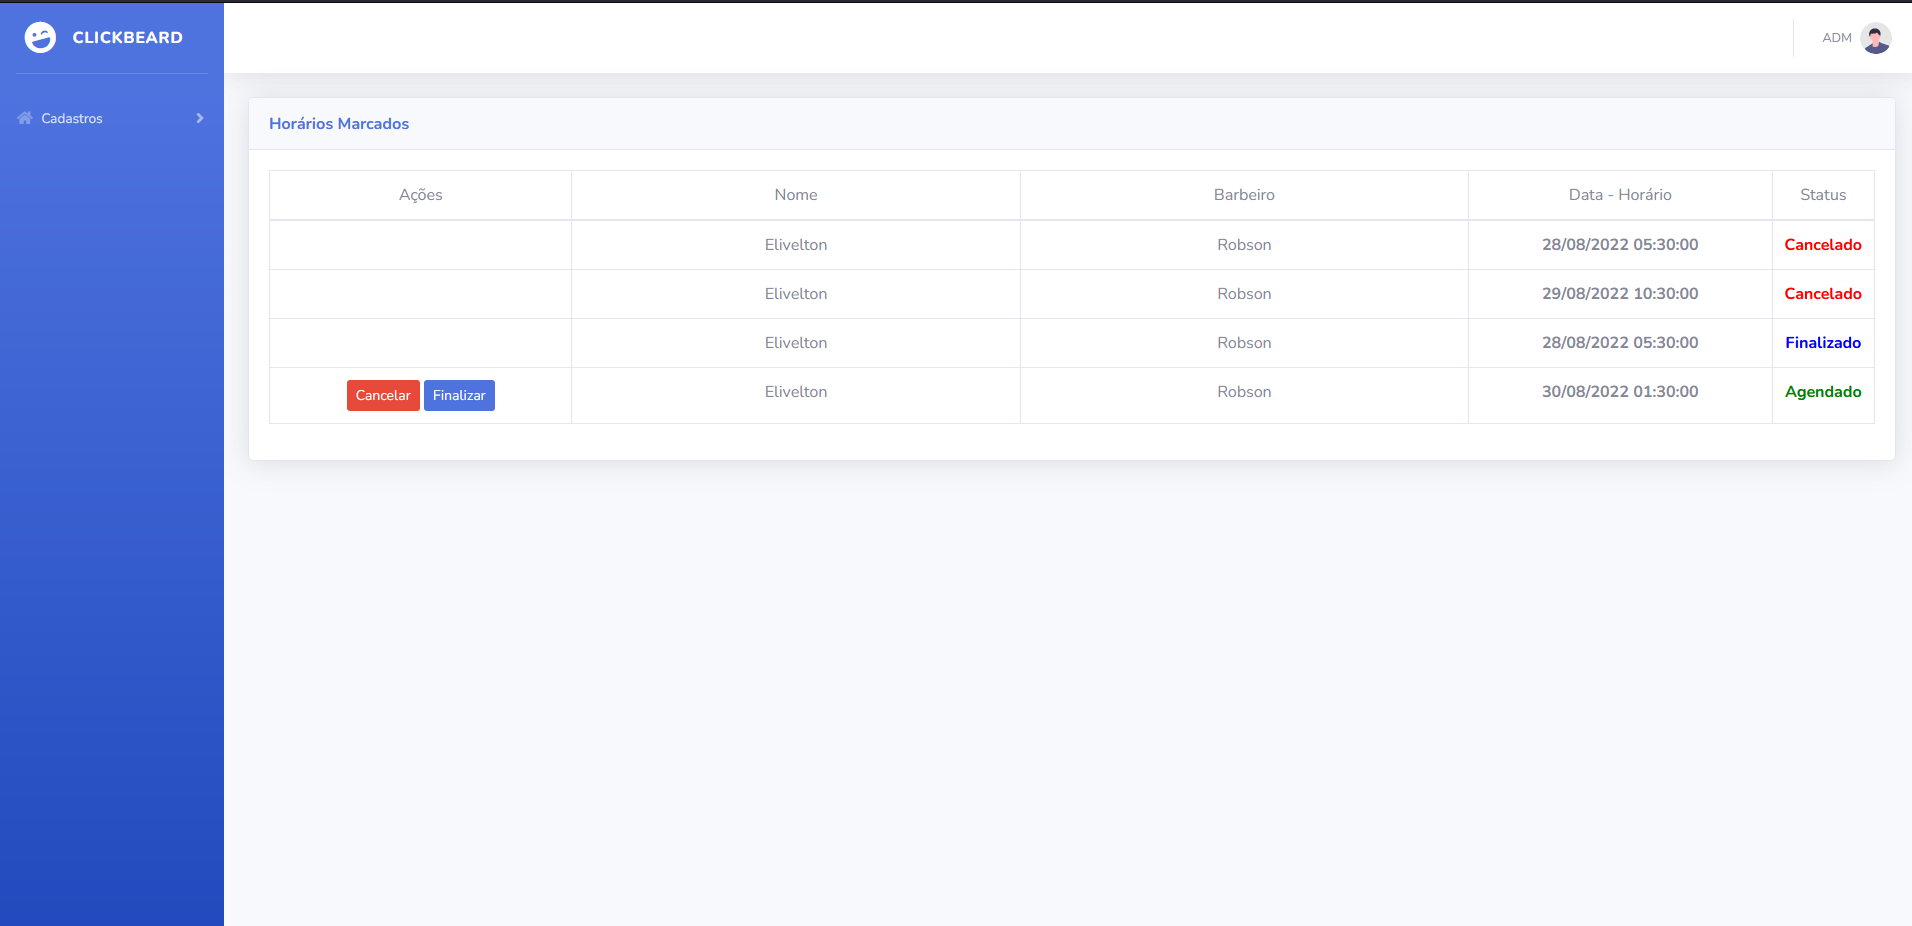 CLICKBEARD
ADM
Cadastros
Horários Marcados
Ações Nome Barbeiro Data - Horário Status
Elivelton Robson 28/08/2022 05:30:00 Cancelado
Elivelton Robson 29/08/2022 10:30:00 Cancelado
Elivelton Robson 28/08/2022 05:30:00 Finalizado
Cancelar Finalizar Elivelton Robson 30/08/2022 01:30:00 Agendado